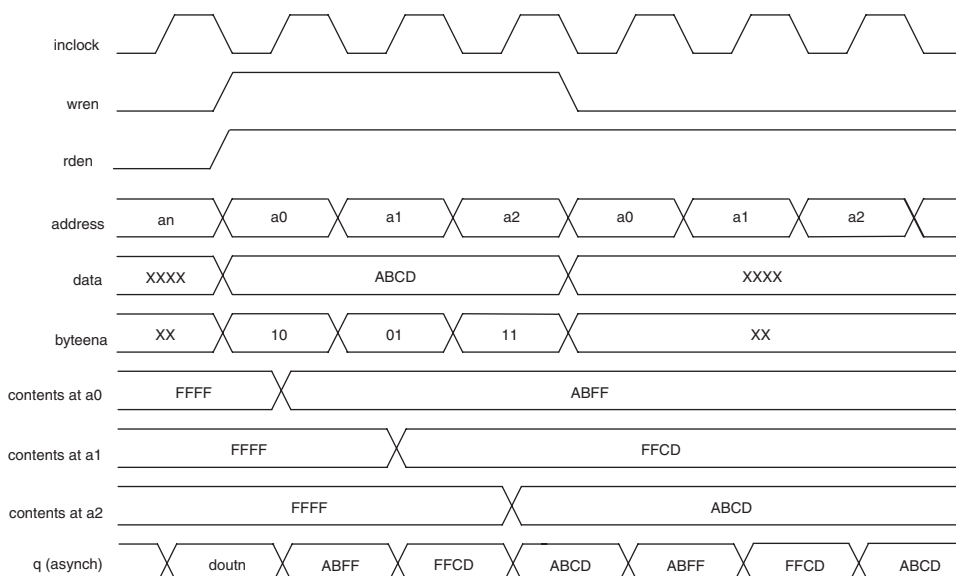 inclock
wren
rden
address an a0 a1 a2 a0 a1 a2
data XXXX ABCD XXXX
byteena XX 10 01 11 XX
contents at a0 FFFF ABFF
contents at a1 FFFF FFCD
contents at a2 FFFF ABCD
q (asynch) doutn ABFF FFCD ABCD ABFF FFCD ABCD